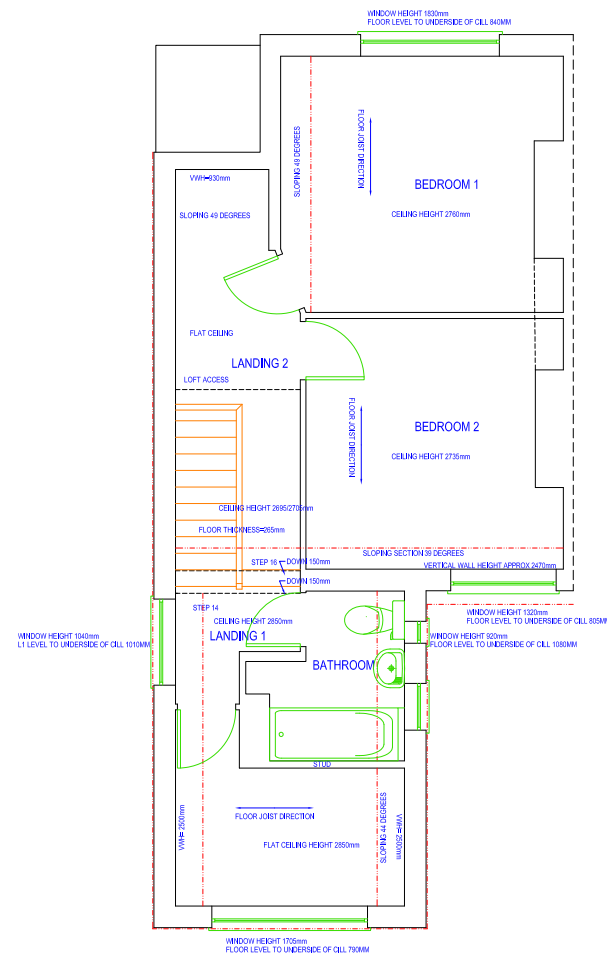 WINDOW HEIGHT 1830mm
FLOOR LEVEL TO UNDERSIDE OF CILL 840MM
VWH=930mm
SLOPING 49 DEGREES
SLOPING 49 DEGREES
FLOOR JOIST DIRECTION
BEDROOM 1
CEILING HEIGHT 2760mm
FLAT CEILING
LANDING 2
LOFT ACCESS
FLOOR JOIST DIRECTION
BEDROOM 2
CEILING HEIGHT 2735mm
CEILING HEIGHT 2695/2705mm
FLOOR THICKNESS=265mm
SLOPING SECTION 39 DEGREES
STEP 16
DOWN 150mm
VERTICAL WALL HEIGHT APPROX 2470mm
DOWN 150mm
STEP 14
CEILING HEIGHT 2850mm
WINDOW HEIGHT 1320mm
FLOOR LEVEL TO UNDERSIDE OF CILL 805MM
WINDOW HEIGHT 1040mm
L1 LEVEL TO UNDERSIDE OF CILL 1010MM
LANDING 1
WINDOW HEIGHT 920mm
FLOOR LEVEL TO UNDERSIDE OF CILL 1080MM
BATHROOM
STUD
VWH= 2500mm
FLOOR JOIST DIRECTION
SLOPING 44 DEGREES
VWH= 2500mm
FLAT CEILING HEIGHT 2850mm
WINDOW HEIGHT 1705mm
FLOOR LEVEL TO UNDERSIDE OF CILL 790MM